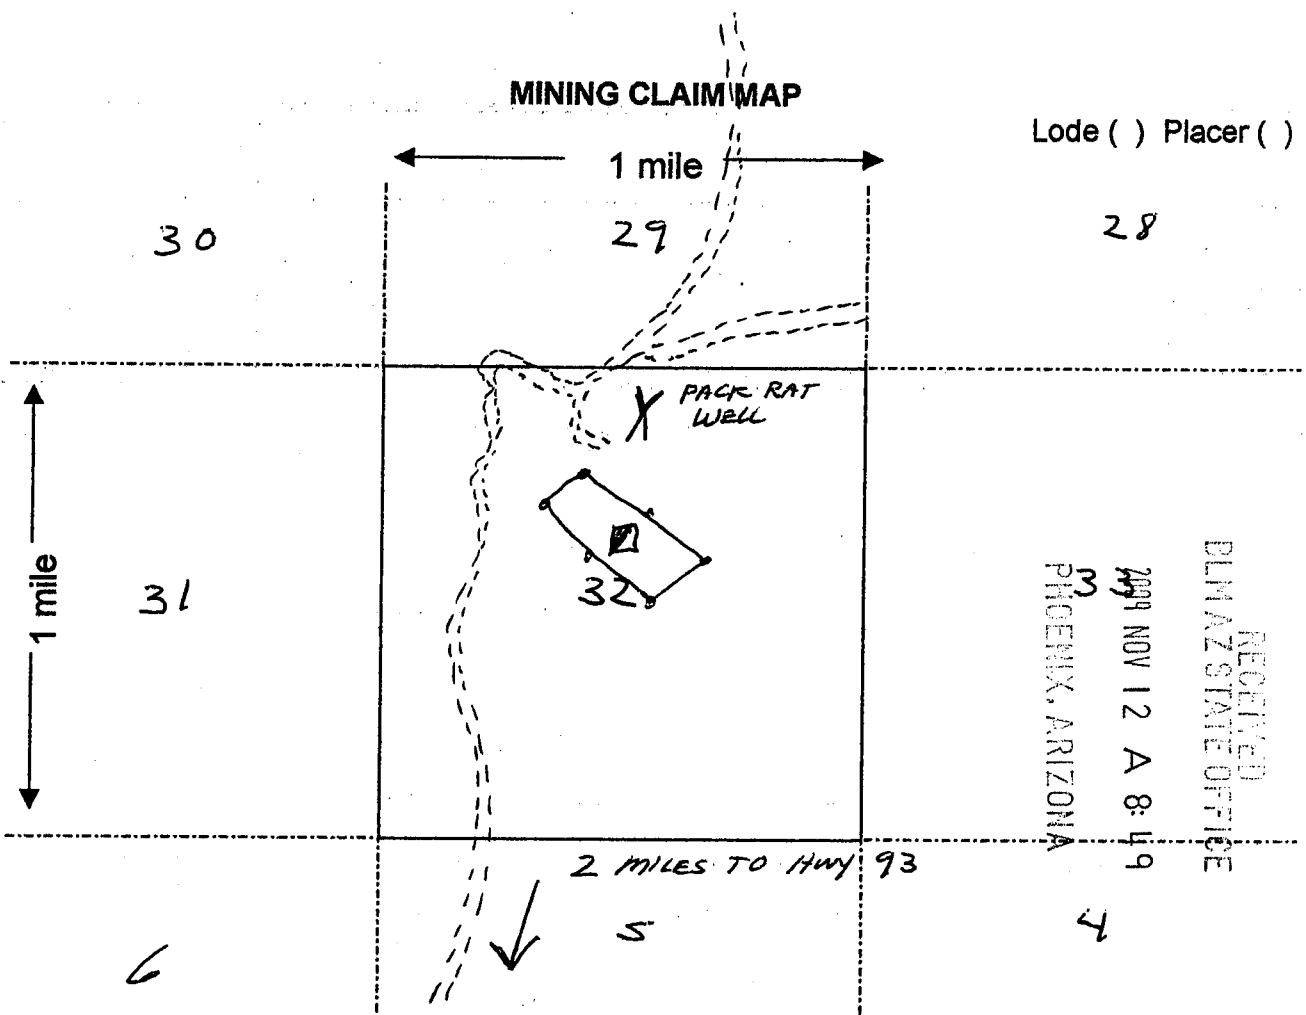 MINING CLAIM MAP
Lode ( ) Placer ( )
1 mile
30
29
28
PACK RAT
WELL
1 mile
31
32
33
RECEIVED
BLM AZ STATE OFFICE
2009 NOV 12 A 8:49
PHOENIX, ARIZONA
2 MILES TO HWY 93
6
5
4